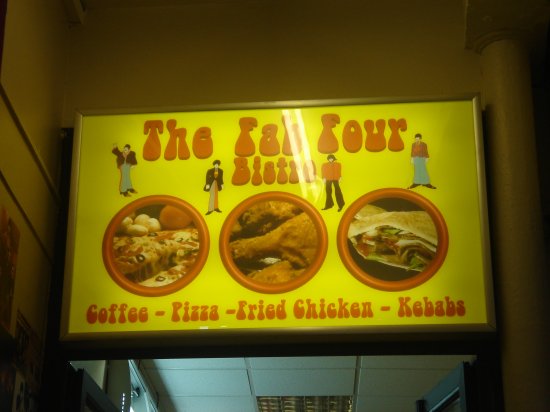 The Fab Four
Bistro
Coffee - Pizza - Fried Chicken - Kebabs